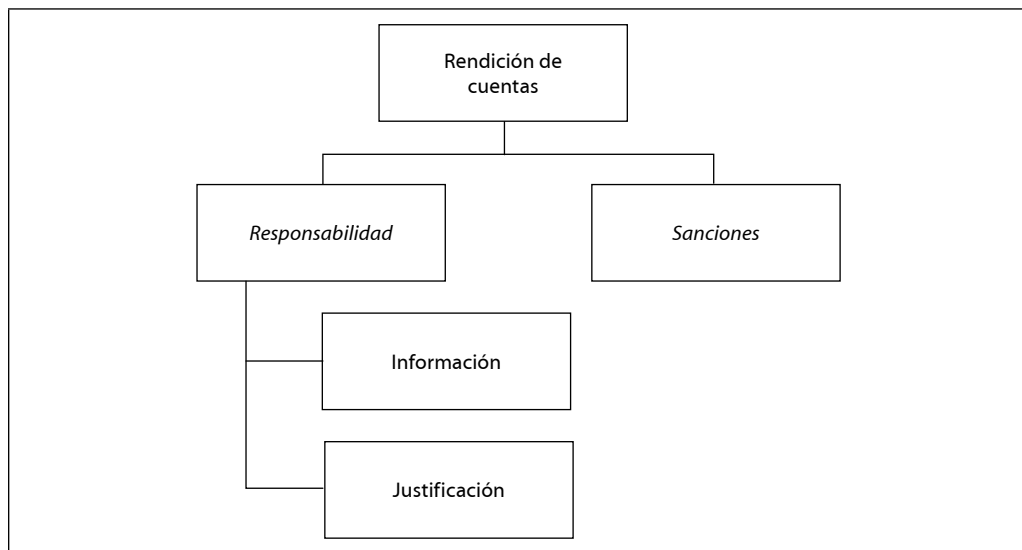 Rendición de
cuentas
Responsabilidad
Sanciones
Información
Justificación